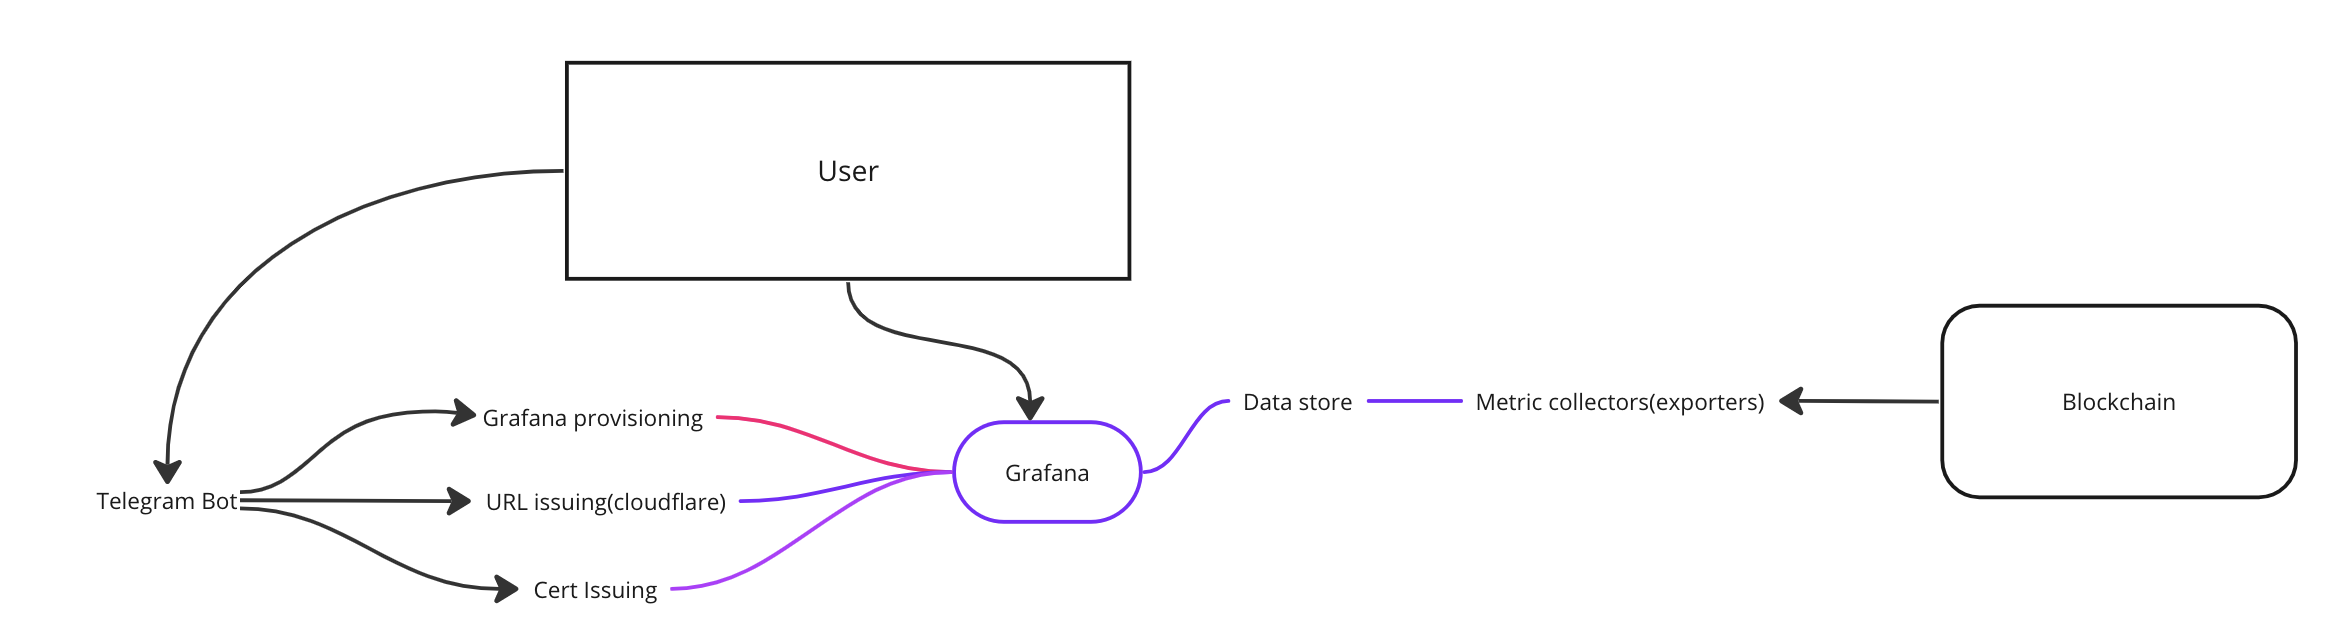 User
Grafana provisioning
Telegram Bot
URL issuing(cloudflare)
Cert Issuing
Grafana
Data store
Metric collectors(exporters)
Blockchain